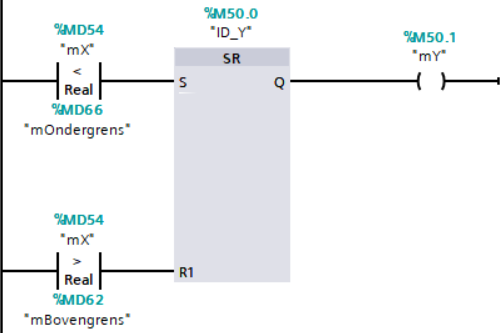 %M50.0
"ID_Y"
%MD54
"mX"
%M50.1
"mY"
SR
<
Real
S
Q
( )
%MD66
"mOndergrens"
%MD54
"mX"
>
Real
R1
%MD62
"mBovengrens"